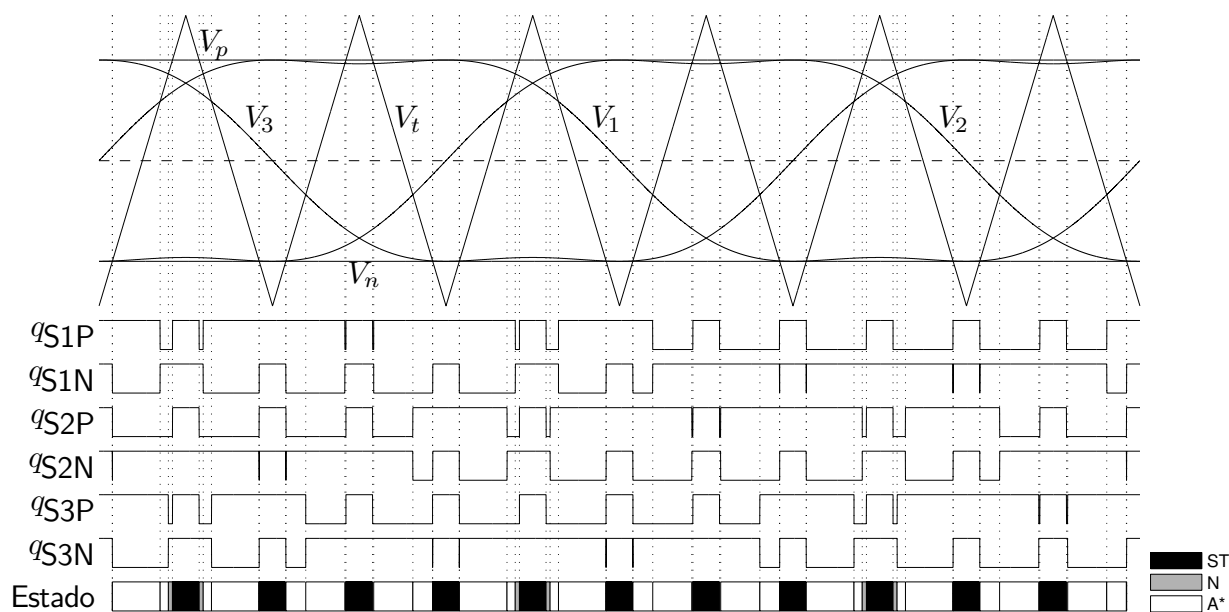 V_p
V_3
V_t
V_1
V_2
V_n
qS1P
qS1N
qS2P
qS2N
qS3P
qS3N
Estado
ST
N
A*